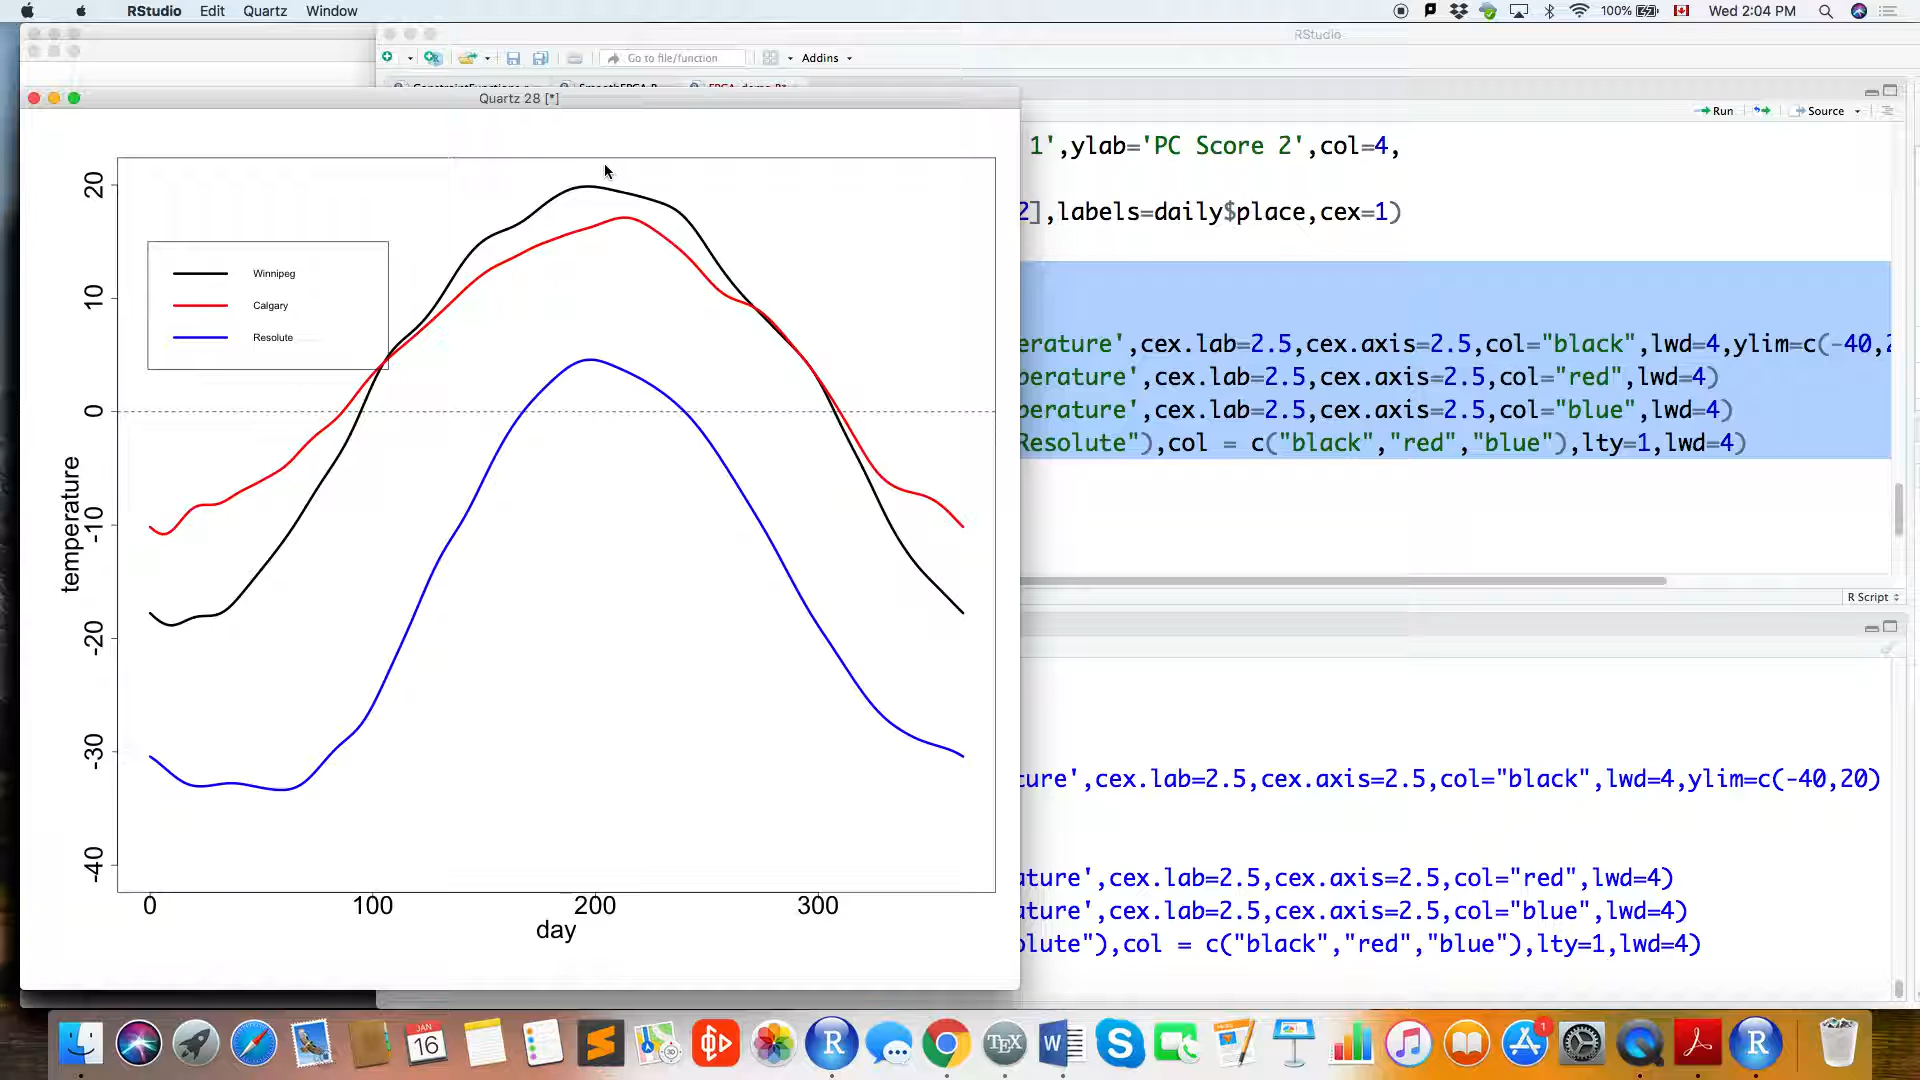 RStudio Edit Quartz Window
100% Wed 2:04 PM
RStudio
Go to file/function Addins
Quartz 28 [*]
Run Source
1',ylab='PC Score 2',col=4,
2],labels=daily$place,cex=1)
erature',cex.lab=2.5,cex.axis=2.5,col="black",lwd=4,ylim=c(-40,2
perature',cex.lab=2.5,cex.axis=2.5,col="red",lwd=4)
perature',cex.lab=2.5,cex.axis=2.5,col="blue",lwd=4)
Resolute"),col = c("black","red","blue"),lty=1,lwd=4)
R Script
ture',cex.lab=2.5,cex.axis=2.5,col="black",lwd=4,ylim=c(-40,20)
ature',cex.lab=2.5,cex.axis=2.5,col="red",lwd=4)
ature',cex.lab=2.5,cex.axis=2.5,col="blue",lwd=4)
olute"),col = c("black","red","blue"),lty=1,lwd=4)
20
10
0
-10
-20
-30
-40
temperature
Winnipeg
Calgary
Resolute
0 100 200 300
day
JAN
16
TEX
W
S
1
R
R